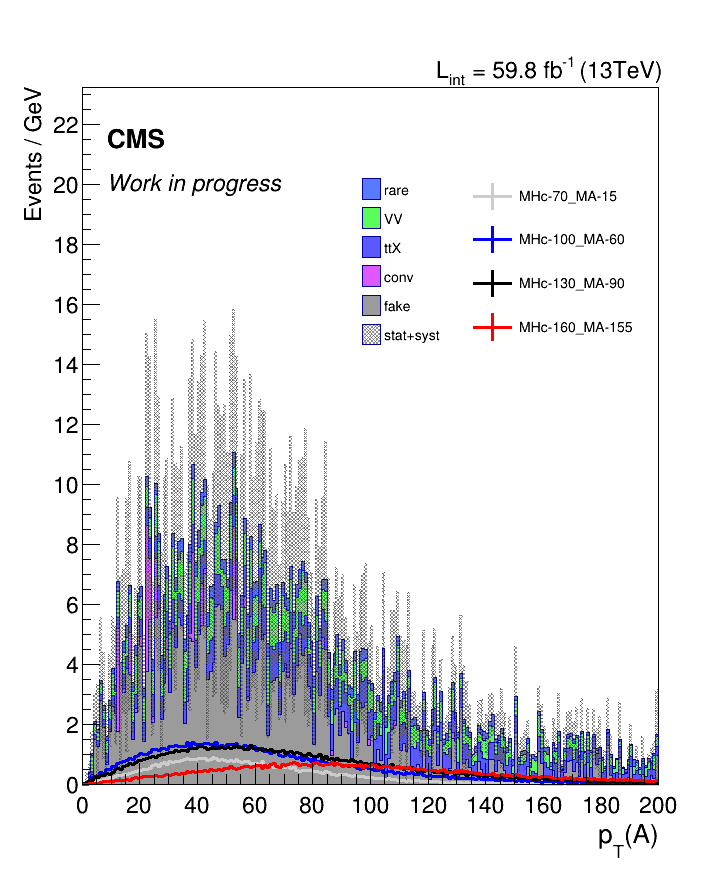 L_int = 59.8 fb^-1 (13TeV)
Events / GeV
CMS
Work in progress
rare
VV
ttX
conv
fake
stat+syst
MHc-70_MA-15
MHc-100_MA-60
MHc-130_MA-90
MHc-160_MA-155
22
20
18
16
14
12
10
8
6
4
2
0
0 20 40 60 80 100 120 140 160 180 200
p_T(A)